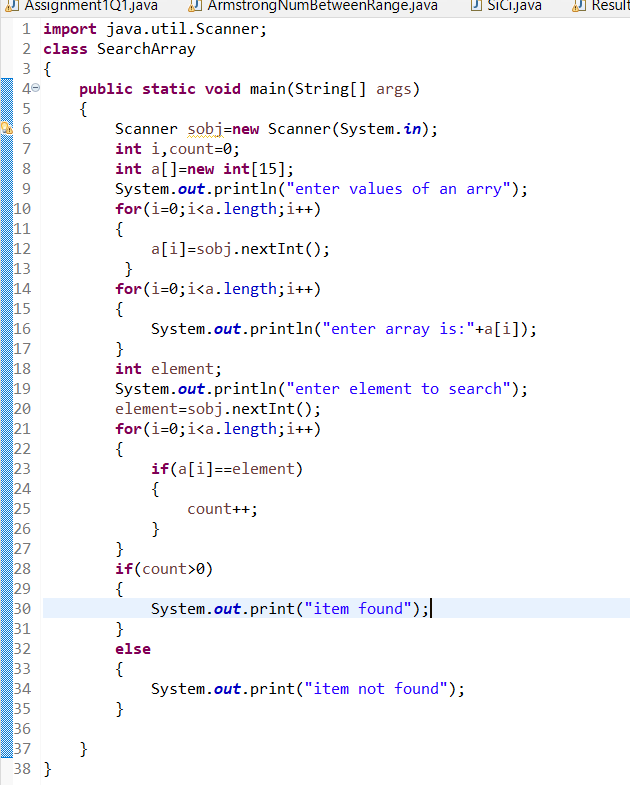 Assignment1Q1.java ArmstrongNumBetweenRange.java SiCi.java Result
1 import java.util.Scanner;
2 class SearchArray
3 {
4 public static void main(String[] args)
5 {
6 Scanner sobj=new Scanner(System.in);
7 int i,count=0;
8 int a[]=new int[15];
9 System.out.println("enter values of an arry");
10 for(i=0;i<a.length;i++)
11 {
12 a[i]=sobj.nextInt();
13 }
14 for(i=0;i<a.length;i++)
15 {
16 System.out.println("enter array is:"+a[i]);
17 }
18 int element;
19 System.out.println("enter element to search");
20 element=sobj.nextInt();
21 for(i=0;i<a.length;i++)
22 {
23 if(a[i]==element)
24 {
25 count++;
26 }
27 }
28 if(count>0)
29 {
30 System.out.print("item found");
31 }
32 else
33 {
34 System.out.print("item not found");
35 }
36
37 }
38 }